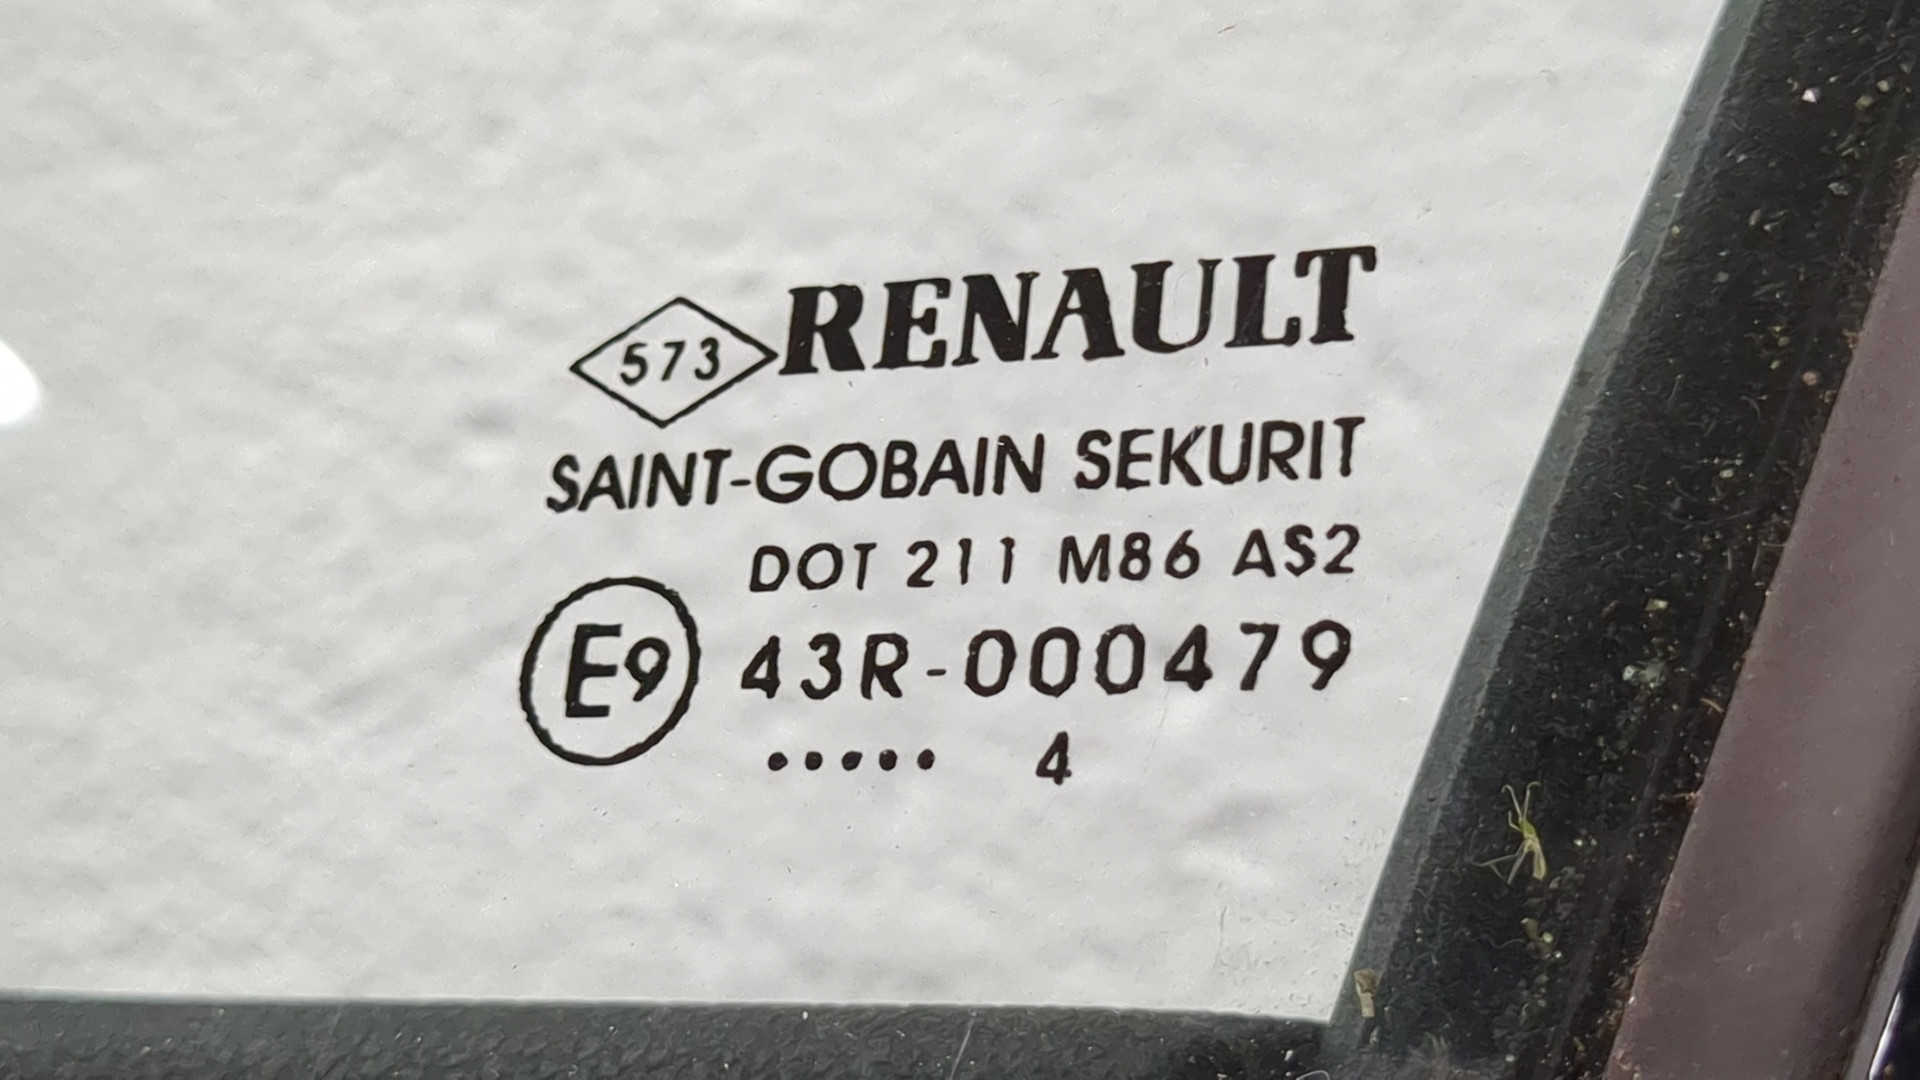 573 RENAULT
SAINT-GOBAIN SEKURIT
DOT 211 M86 AS2
E9 43R-000479
..... 4